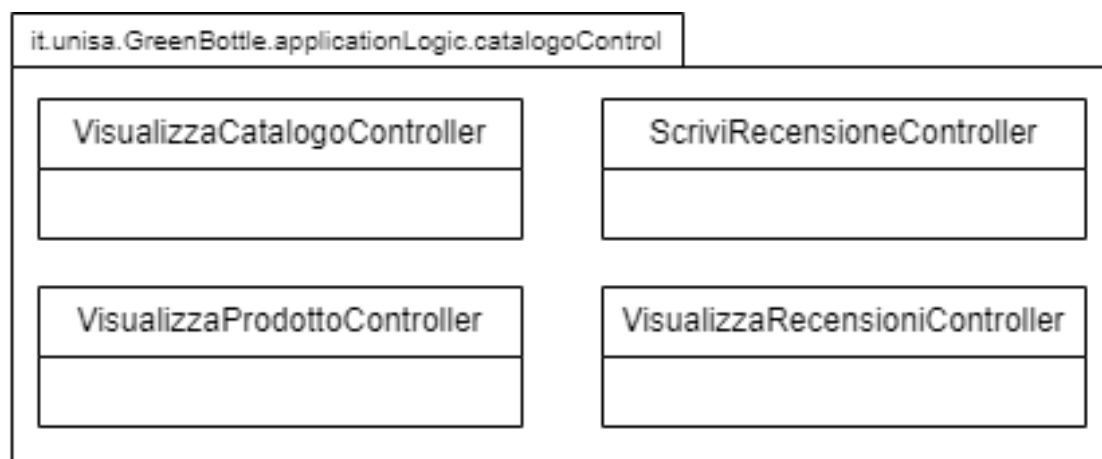 it.unisa.GreenBottle.applicationLogic.catalogoControl
VisualizzaCatalogoController
ScriviRecensioneController
VisualizzaProdottoController
VisualizzaRecensioniController